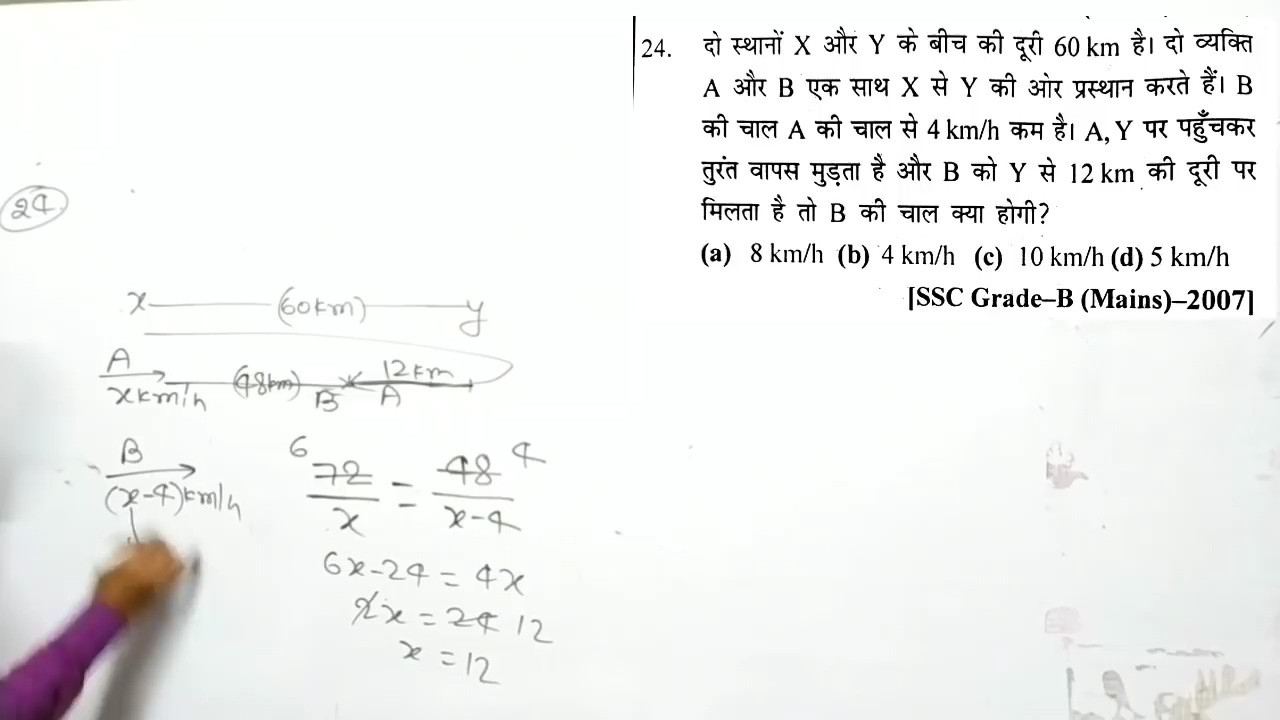 24. दो स्थानों X और Y के बीच की दूरी 60 km है। दो व्यक्ति
A और B एक साथ X से Y की ओर प्रस्थान करते हैं। B
की चाल A की चाल से 4 km/h कम है। A, Y पर पहुँचकर
तुरंत वापस मुड़ता है और B को Y से 12 km की दूरी पर
मिलता है तो B की चाल क्या होगी?
(a) 8 km/h (b) 4 km/h (c) 10 km/h (d) 5 km/h
[SSC Grade–B (Mains)–2007]
24
x (60km) y
A 12km
x km/h (48km) B A
B
(x-4) km/h
6 72/x = 48/x-4 4
6x-24 = 4x
2x = 24 12
x = 12